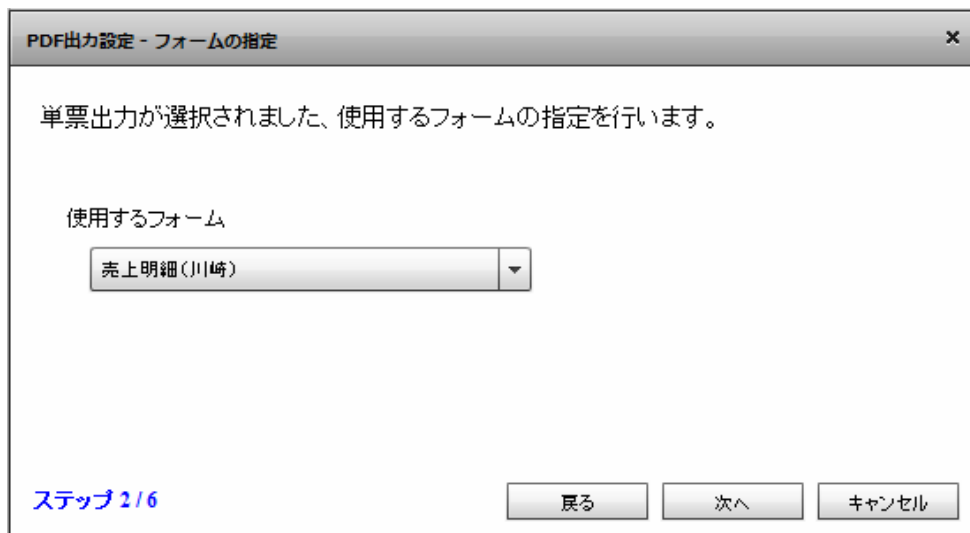 PDF出力設定 - フォームの指定
単票出力が選択されました、使用するフォームの指定を行います。
使用するフォーム
売上明細(川崎)
ステップ 2 / 6
戻る
次へ
キャンセル